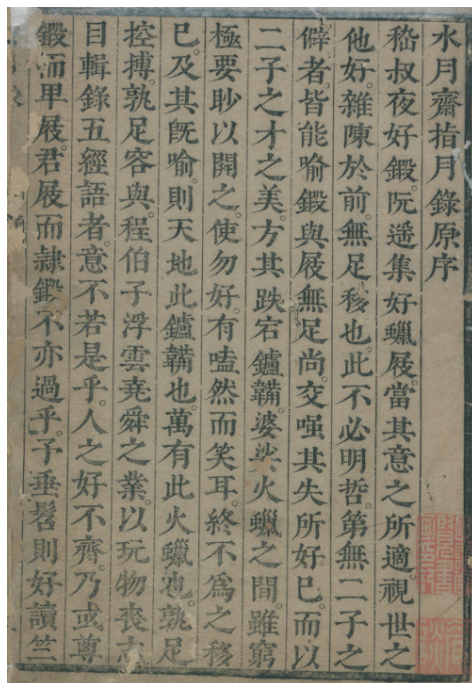 水月齋指月錄原序
嵇叔夜好鍛。阮遥集好蠟屐。當其意之所適。視世之
他好。雜陳於前。無足移也。此不必明哲。第無二子之
僻者。皆能喻鍛與屐無足尚。交嗤其失所好已。而以
二子之才之美。方其跌宕鑪鞴。婆娑火蠟之間。雖窮
極要眇以開之。使勿好。有嗑然而笑耳。終不為之移
已。及其既喻。則天地此鑪鞴也。萬有此火蠟也。孰足
控搏。孰足容與。程伯子浮雲堯舜之業。以玩物喪志
目輯錄五經語者。意不若是乎。人之好不齊。乃或尊
鍛而卑屐。君屐而隷鍛。不亦過乎。予垂髫則好讀竺